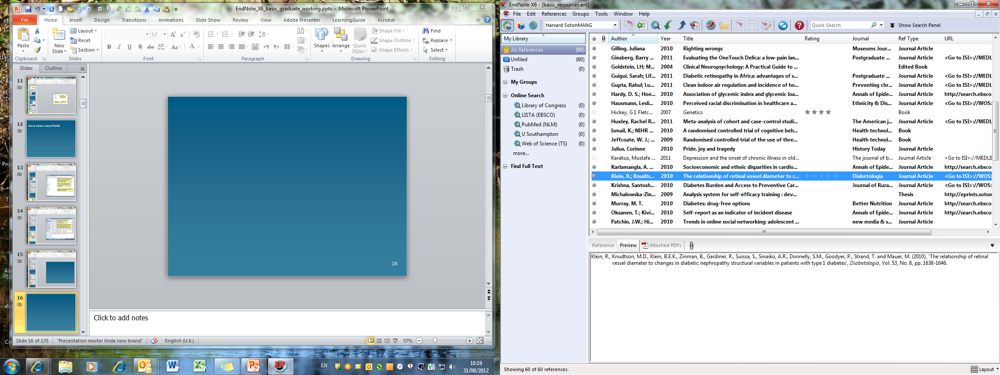 EndNote_X6_basic_graduate_working.pptx - Microsoft PowerPoint
File Home Insert Design Transitions Animations Slide Show Review View Adobe Presenter LearningGuide Acrobat
Paste
New Slide
Layout
Reset
Section
12
Shapes
Arrange
Quick Styles
Shape Fill
Shape Outline
Shape Effects
Find
Replace
Select
Clipboard Slides Font Paragraph Drawing Editing
Slides Outline
11
12
More about record fields
13
14
15
16
16
Click to add notes
Slide 16 of 135 "Presentation master linda new brand" English (U.K.) 57%
Document...
EN
10:19
31/08/2012
EndNote X6 - [basic_resources.enl]
File Edit References Groups Tools Window Help
Harvard SotonMANG Quick Search Show Search Panel
My Library
All References (60)
Unfiled (60)
Trash (0)
My Groups
Online Search
Library of Congress (0)
LISTA (EBSCO) (0)
PubMed (NLM) (0)
U Southampton (0)
Web of Science (TS) (0)
more...
Find Full Text
Author Year Title Rating Journal Ref Type URL
Gilling, Juliana 2010 Righting wrongs Museums Jour... Journal Article
Ginsberg, Barry ... 2011 Evaluating the OneTouch Delica: a low-pain lan... Postgraduate ... Journal Article <Go to ISI>://MEDL
Goldstein, LH; M... 2004 Clinical Neuropsychology: A Practical Guide to ... Edited Book
Guigui, Sarah; Lif... 2011 Diabetic retinopathy in Africa: advantages of s... Postgraduate ... Journal Article <Go to ISI>://MEDL
Gupta, Rahul; Lu... 2011 Clean indoor air regulation and incidence of ho... Preventing chr... Journal Article <Go to ISI>://MEDL
Hardy, D. S.; Hoe... 2010 Association of glycemic index and glycemic loa... Annals of Epide... Journal Article http://search.ebsco
Hausmann, Lesli... 2010 Perceived racial discrimination in healthcare a... Ethnicity & Dis... Journal Article <Go to ISI>://WOS:
Hickey, G I; Fletc... 2007 Genetics ★★★★ Book
Huxley, Rachel R... 2011 Meta-analysis of cohort and case-control studi... The American j... Journal Article <Go to ISI>://MEDL
Ismail, K.; NIHR ... 2010 A randomised controlled trial of cognitive beh... Health technol... Book
Jeffcoate, W. J.; ... 2009 Randomised controlled trial of the use of thre... Health technol... Book
Julius, Corinne 2010 Pride, joy and tragedy History Today Journal Article
Karakus, Mustafa ... 2011 Depression and the onset of chronic illness in old... The journal of b... Journal Article <Go to ISI>://MEDLI
Karlamangla, A. ... 2010 Socioeconomic and ethnic disparities in cardio... Annals of Epide... Journal Article http://search.ebsco
Klein, R.; Knudts... 2010 The relationship of retinal vessel diameter to c... Diabetologia Journal Article <Go to ISI>://WOS:
Krishna, Santosh... 2010 Diabetes Burden and Access to Preventive Car... Journal of Rura... Journal Article <Go to ISI>://WOS:
Michalowska-Zin... 2009 Analysis system for self-efficacy training : dev... Thesis http://eprints.soton
Murray, M. T. 2010 Diabetes: drug-free options Better Nutrition Journal Article http://search.ebsco
Oksanen, T.; Kivi... 2010 Self-report as an indicator of incident disease Annals of Epide... Journal Article http://search.ebsco
Patchin, J.W.; Hi... 2010 Trends in online social networking: adolescent ... new media & s... Journal Article
Reference Preview Attached PDFs
Klein, R., Knudtson, M.D., Klein, B.E.K., Zinman, B., Gardiner, R., Suissa, S., Sinaiko, A.R., Donnelly, S.M., Goodyer, P., Strand, T. and Mauer, M. (2010), 'The relationship of retinal
vessel diameter to changes in diabetic nephropathy structural variables in patients with type 1 diabetes', Diabetologia, Vol. 53, No. 8, pp. 1638-1646.
Showing 60 of 60 references.
Layout